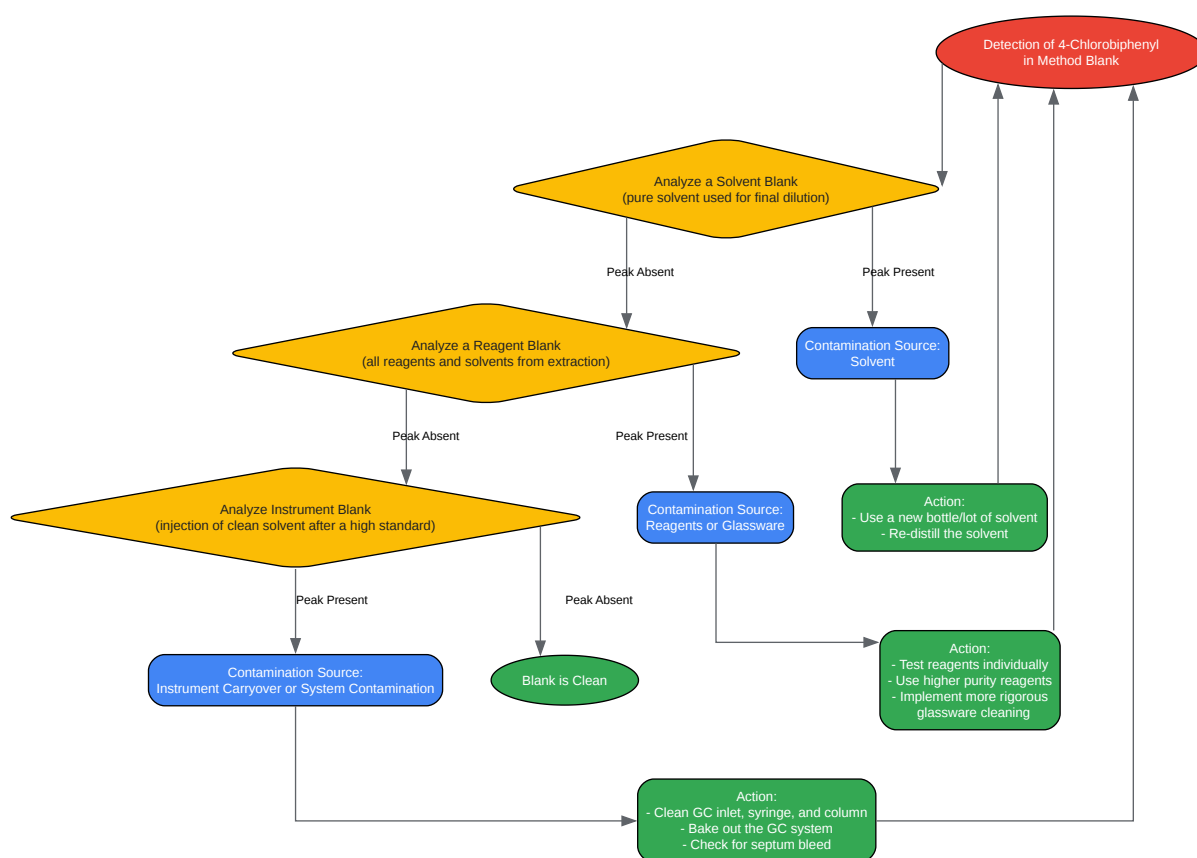 Detection of 4-Chlorobiphenyl
in Method Blank
Analyze a Solvent Blank
(pure solvent used for final dilution)
Peak Absent
Peak Present
Analyze a Reagent Blank
(all reagents and solvents from extraction)
Contamination Source:
Solvent
Peak Absent
Peak Present
Analyze Instrument Blank
(injection of clean solvent after a high standard)
Contamination Source:
Reagents or Glassware
Action:
- Use a new bottle/lot of solvent
- Re-distill the solvent
Peak Present
Peak Absent
Contamination Source:
Instrument Carryover or System Contamination
Blank is Clean
Action:
- Test reagents individually
- Use higher purity reagents
- Implement more rigorous
glassware cleaning
Action:
- Clean GC inlet, syringe, and column
- Bake out the GC system
- Check for septum bleed